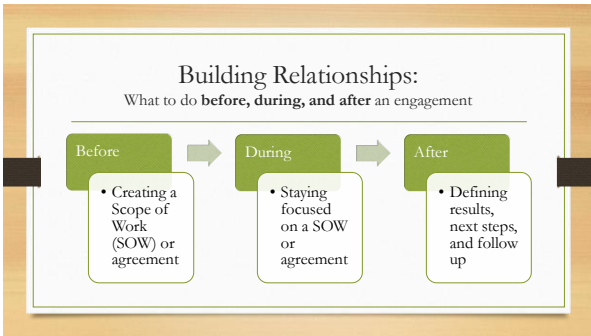 Building Relationships:
What to do before, during, and after an engagement
Before
• Creating a
Scope of
Work
(SOW) or
agreement
During
• Staying
focused
on a SOW
or
agreement
After
• Defining
results,
next steps,
and follow
up